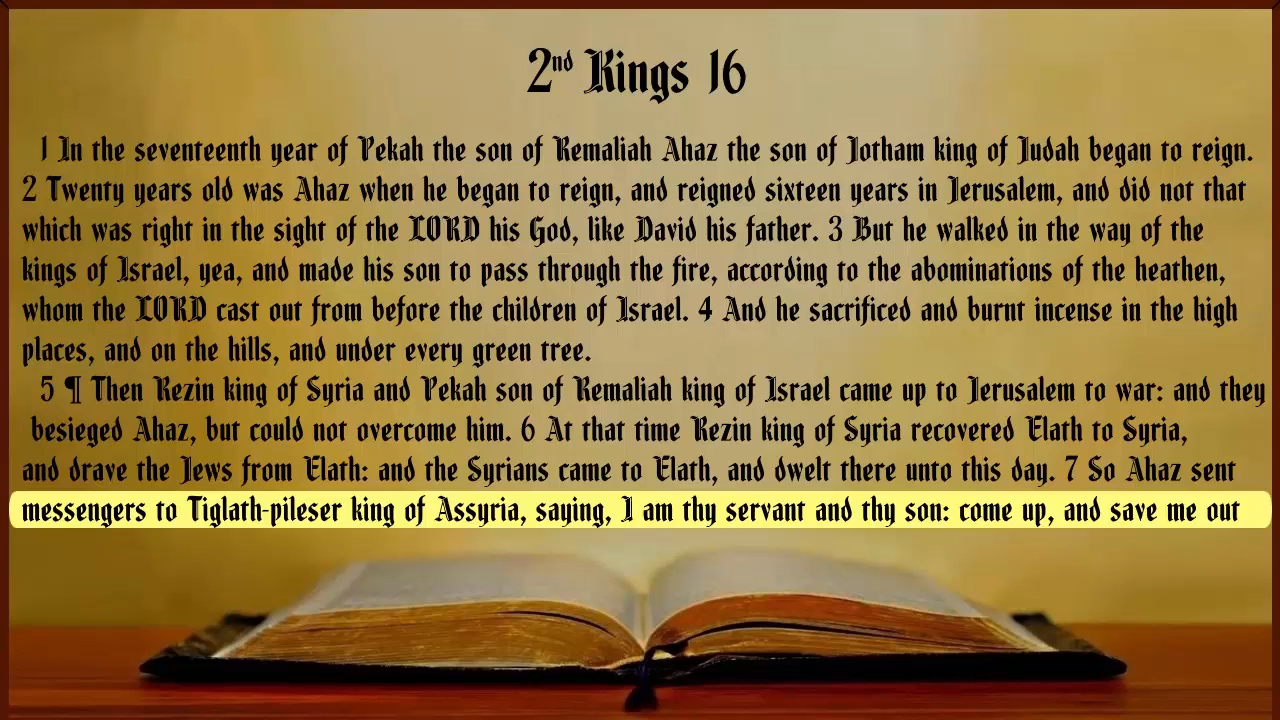 2nd Kings 16
1 In the seventeenth year of Pekah the son of Remaliah Ahaz the son of Jotham king of Judah began to reign.
2 Twenty years old was Ahaz when he began to reign, and reigned sixteen years in Jerusalem, and did not that
which was right in the sight of the LORD his God, like David his father. 3 But he walked in the way of the
kings of Israel, yea, and made his son to pass through the fire, according to the abominations of the heathen,
whom the LORD cast out from before the children of Israel. 4 And he sacrificed and burnt incense in the high
places, and on the hills, and under every green tree.
5 ¶ Then Rezin king of Syria and Pekah son of Remaliah king of Israel came up to Jerusalem to war: and they
besieged Ahaz, but could not overcome him. 6 At that time Rezin king of Syria recovered Elath to Syria,
and drave the Jews from Elath: and the Syrians came to Elath, and dwelt there unto this day. 7 So Ahaz sent
messengers to Tiglath-pileser king of Assyria, saying, I am thy servant and thy son: come up, and save me out